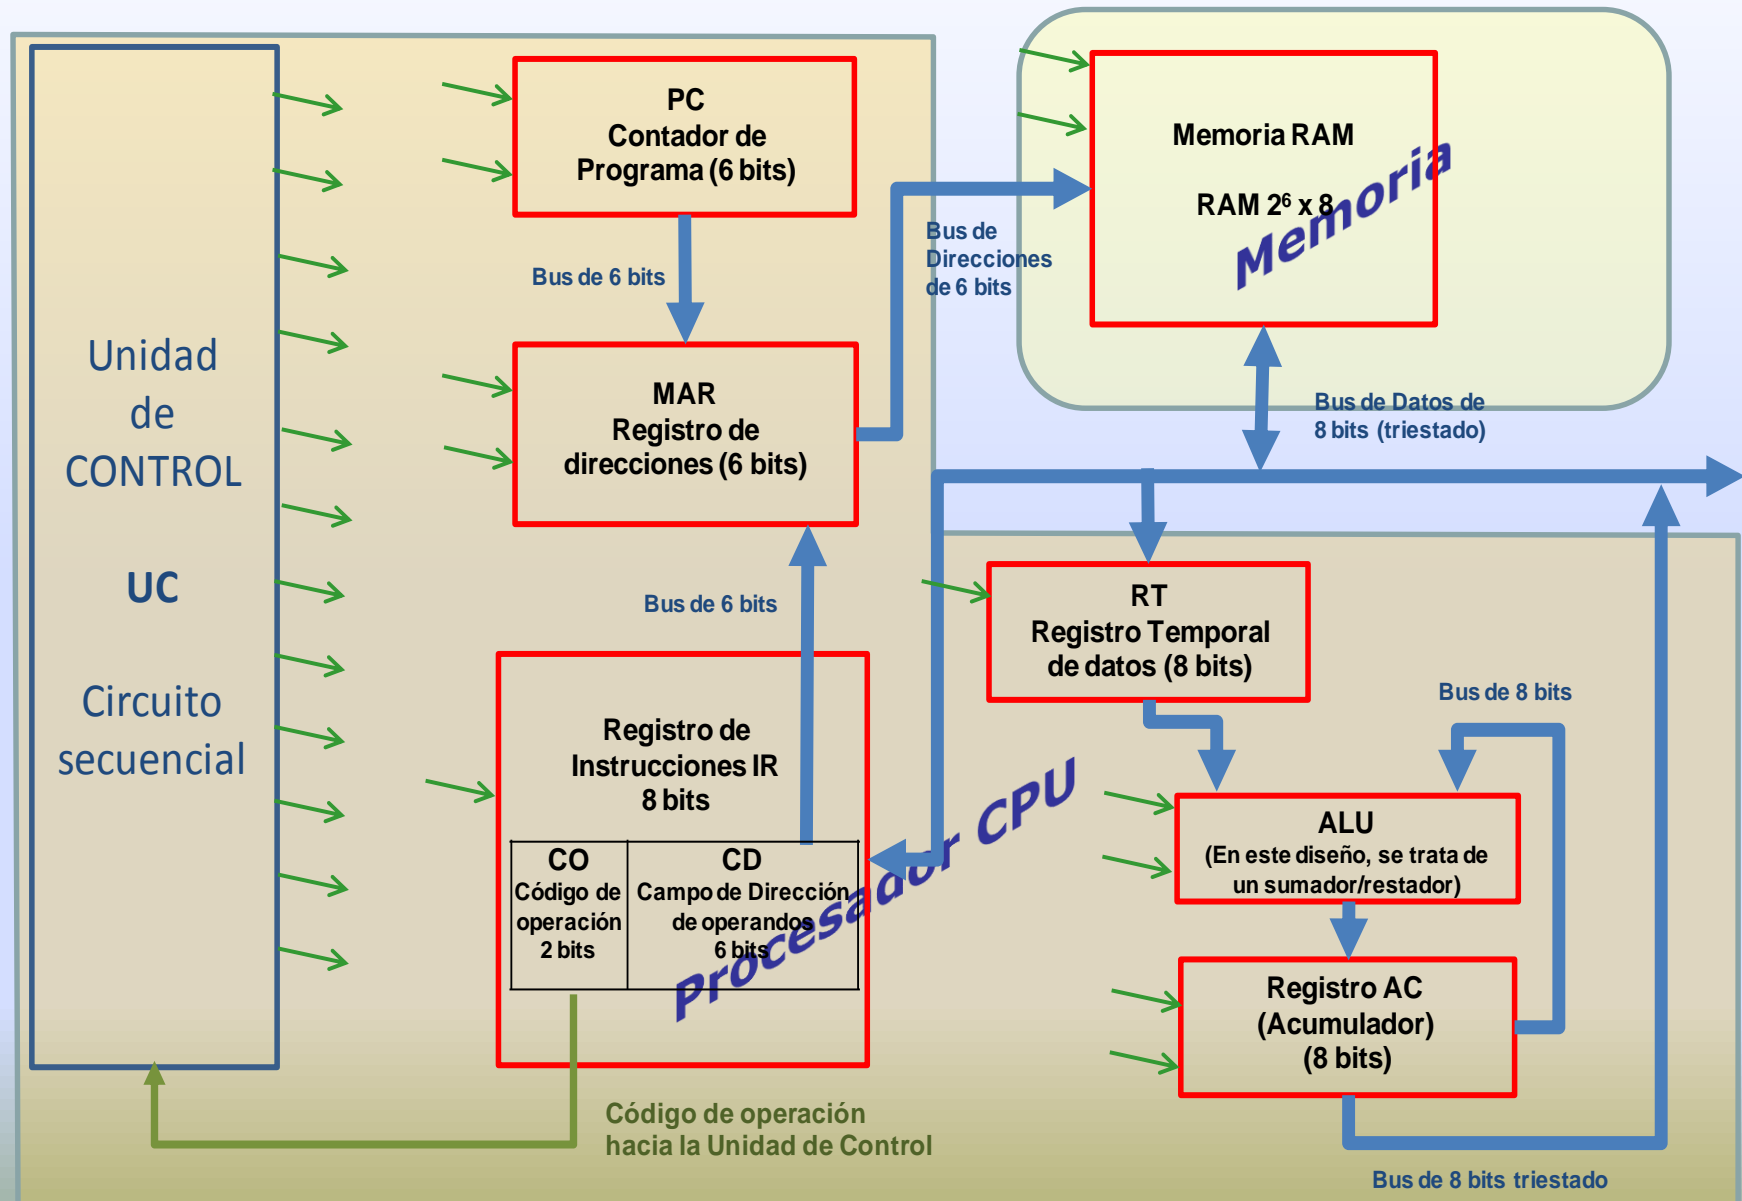 Unidad
de
CONTROL
UC
Circuito
secuencial
PC
Contador de
Programa (6 bits)
Bus de 6 bits
MAR
Registro de
direcciones (6 bits)
Bus de 6 bits
Registro de
Instrucciones IR
8 bits
CO
Código de
operación
2 bits
CD
Campo de Dirección
de operandos
6 bits
Código de operación
hacia la Unidad de Control
Procesador CPU
Bus de
Direcciones
de 6 bits
Memoria RAM
RAM 2⁶ x 8
Memoria
Bus de Datos de
8 bits (triestado)
RT
Registro Temporal
de datos (8 bits)
Bus de 8 bits
ALU
(En este diseño, se trata de
un sumador/restador)
Registro AC
(Acumulador)
(8 bits)
Bus de 8 bits triestado